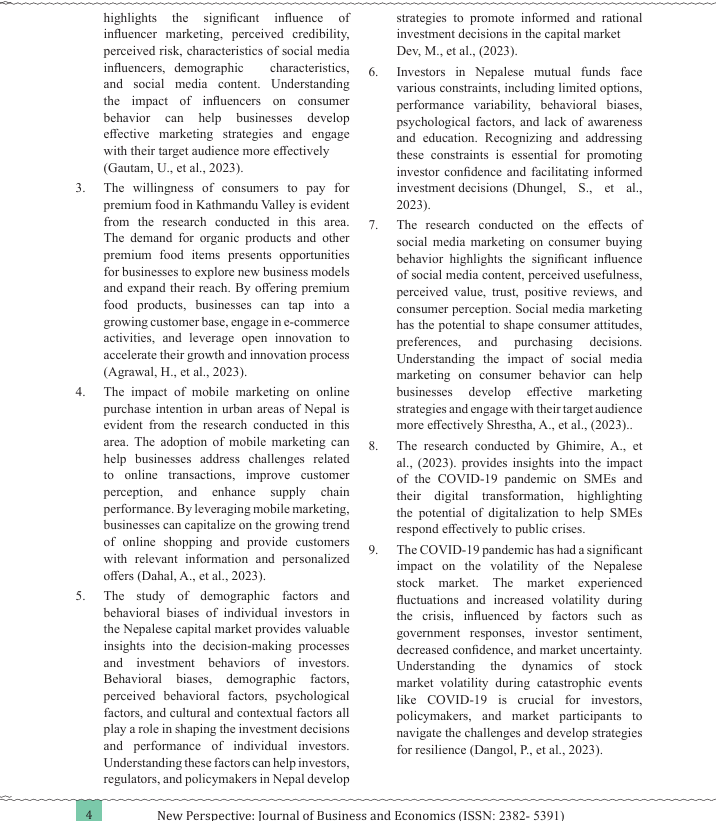 highlights the significant influence of
influencer marketing, perceived credibility,
perceived risk, characteristics of social media
influencers, demographic characteristics,
and social media content. Understanding
the impact of influencers on consumer
behavior can help businesses develop
effective marketing strategies and engage
with their target audience more effectively
(Gautam, U., et al., 2023).
3. The willingness of consumers to pay for
premium food in Kathmandu Valley is evident
from the research conducted in this area.
The demand for organic products and other
premium food items presents opportunities
for businesses to explore new business models
and expand their reach. By offering premium
food products, businesses can tap into a
growing customer base, engage in e-commerce
activities, and leverage open innovation to
accelerate their growth and innovation process
(Agrawal, H., et al., 2023).
4. The impact of mobile marketing on online
purchase intention in urban areas of Nepal is
evident from the research conducted in this
area. The adoption of mobile marketing can
help businesses address challenges related
to online transactions, improve customer
perception, and enhance supply chain
performance. By leveraging mobile marketing,
businesses can capitalize on the growing trend
of online shopping and provide customers
with relevant information and personalized
offers (Dahal, A., et al., 2023).
5. The study of demographic factors and
behavioral biases of individual investors in
the Nepalese capital market provides valuable
insights into the decision-making processes
and investment behaviors of investors.
Behavioral biases, demographic factors,
perceived behavioral factors, psychological
factors, and cultural and contextual factors all
play a role in shaping the investment decisions
and performance of individual investors.
Understanding these factors can help investors,
regulators, and policymakers in Nepal develop
strategies to promote informed and rational
investment decisions in the capital market
Dev, M., et al., (2023).
6. Investors in Nepalese mutual funds face
various constraints, including limited options,
performance variability, behavioral biases,
psychological factors, and lack of awareness
and education. Recognizing and addressing
these constraints is essential for promoting
investor confidence and facilitating informed
investment decisions (Dhungel, S., et al.,
2023).
7. The research conducted on the effects of
social media marketing on consumer buying
behavior highlights the significant influence
of social media content, perceived usefulness,
perceived value, trust, positive reviews, and
consumer perception. Social media marketing
has the potential to shape consumer attitudes,
preferences, and purchasing decisions.
Understanding the impact of social media
marketing on consumer behavior can help
businesses develop effective marketing
strategies and engage with their target audience
more effectively Shrestha, A., et al., (2023)..
8. The research conducted by Ghimire, A., et
al., (2023). provides insights into the impact
of the COVID-19 pandemic on SMEs and
their digital transformation, highlighting
the potential of digitalization to help SMEs
respond effectively to public crises.
9. The COVID-19 pandemic has had a significant
impact on the volatility of the Nepalese
stock market. The market experienced
fluctuations and increased volatility during
the crisis, influenced by factors such as
government responses, investor sentiment,
decreased confidence, and market uncertainty.
Understanding the dynamics of stock
market volatility during catastrophic events
like COVID-19 is crucial for investors,
policymakers, and market participants to
navigate the challenges and develop strategies
for resilience (Dangol, P., et al., 2023).
4 New Perspective: Journal of Business and Economics (ISSN: 2382- 5391)